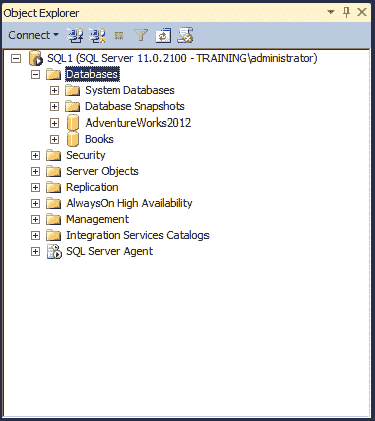 Object Explorer
Connect
SQL1 (SQL Server 11.0.2100 - TRAINING\administrator)
Databases
System Databases
Database Snapshots
AdventureWorks2012
Books
Security
Server Objects
Replication
AlwaysOn High Availability
Management
Integration Services Catalogs
SQL Server Agent